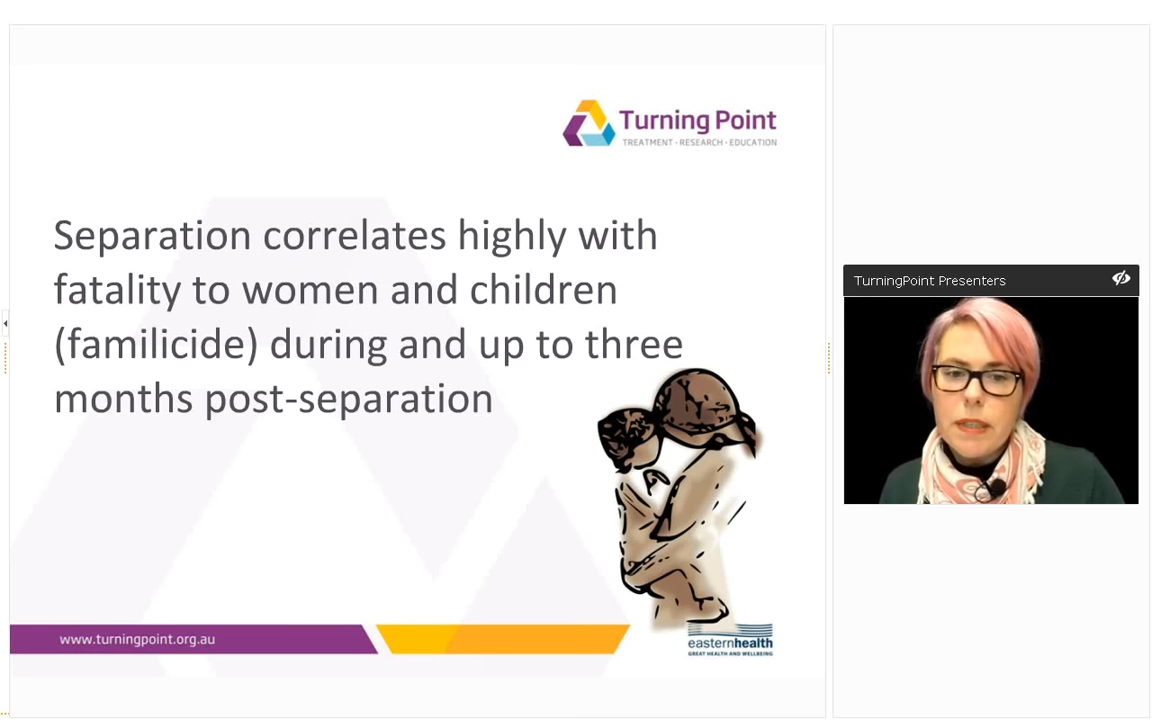 Turning Point
TREATMENT · RESEARCH · EDUCATION
Separation correlates highly with
fatality to women and children
(familicide) during and up to three
months post-separation
www.turningpoint.org.au
easternhealth
GREAT HEALTH AND WELLBEING
TurningPoint Presenters